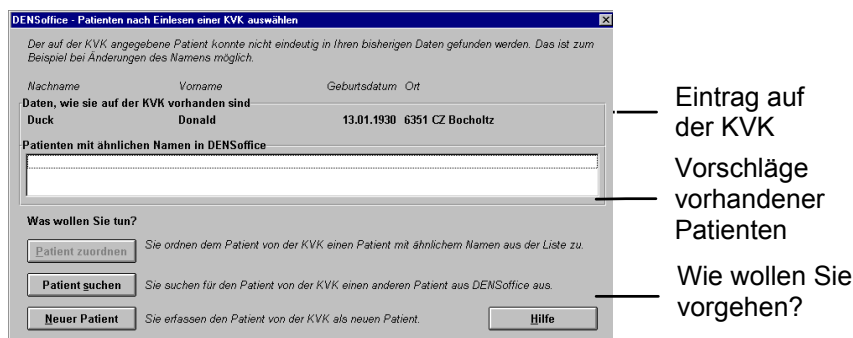 DENSoffice - Patienten nach Einlesen einer KVK auswählen
Der auf der KVK angegebene Patient konnte nicht eindeutig in Ihren bisherigen Daten gefunden werden. Das ist zum
Beispiel bei Änderungen des Namens möglich.
Nachname Vorname Geburtsdatum Ort
Daten, wie sie auf der KVK vorhanden sind
Duck Donald 13.01.1930 6351 CZ Bocholtz
Patienten mit ähnlichen Namen in DENSoffice
Was wollen Sie tun?
Patient zuordnen Sie ordnen dem Patient von der KVK einen Patient mit ähnlichem Namen aus der Liste zu.
Patient suchen Sie suchen für den Patient von der KVK einen anderen Patient aus DENSoffice aus.
Neuer Patient Sie erfassen den Patient von der KVK als neuen Patient. Hilfe
Eintrag auf
der KVK
Vorschläge
vorhandener
Patienten
Wie wollen Sie
vorgehen?